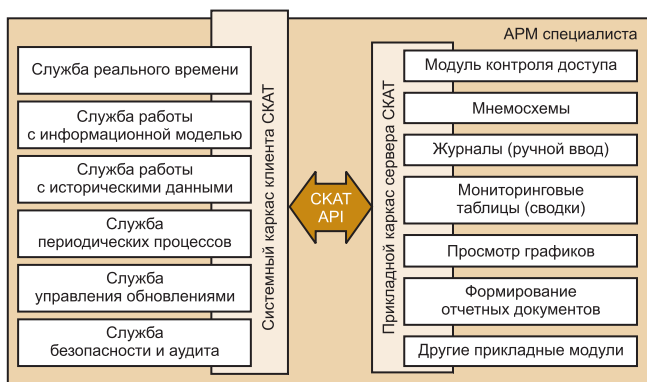 АРМ специалиста
Служба реального времени
Служба работы
с информационной моделью
Служба работы
с историческими данными
Служба
периодических процессов
Служба
управления обновлениями
Служба
безопасности и аудита
Системный каркас клиента СКАТ
СКАТ
API
Прикладной каркас сервера СКАТ
Модуль контроля доступа
Мнемосхемы
Журналы (ручной ввод)
Мониторинговые
таблицы (сводки)
Просмотр графиков
Формирование
отчетных документов
Другие прикладные модули